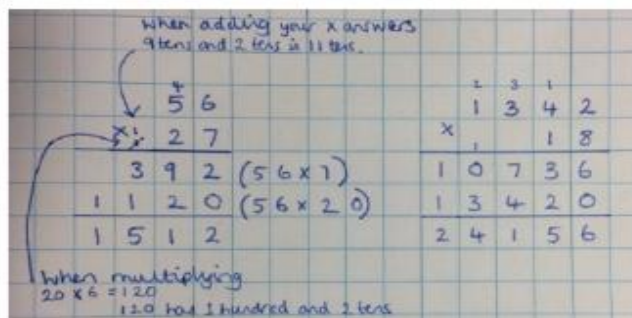 When adding your x answers
9 tens and 2 tens is 11 tens.
4
5 6
x 1 2 7
3 9 2 (56 x 7)
1 1 2 0 (56 x 20)
1 5 1 2
When multiplying
20 x 6 = 120
120 has 1 hundred and 2 tens
2 3 1
1 3 4 2
x 1 1 8
1 0 7 3 6
1 3 4 2 0
2 4 1 5 6